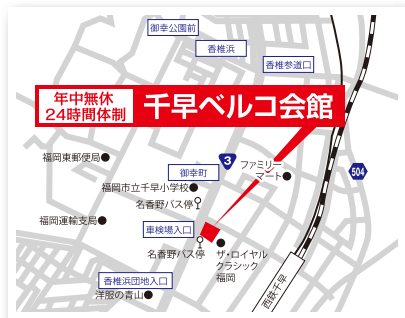 御幸公園前
香椎浜
香椎参道口
年中無休
24時間体制
千早ベルコ会館
福岡東郵便局
御幸町
3
ファミリー
マート
504
福岡市立千早小学校
名香野バス停
福岡運輸支局
車検場入口
名香野バス停
ザ・ロイヤル
クラシック
福岡
西鉄千早
香椎浜団地入口
洋服の青山